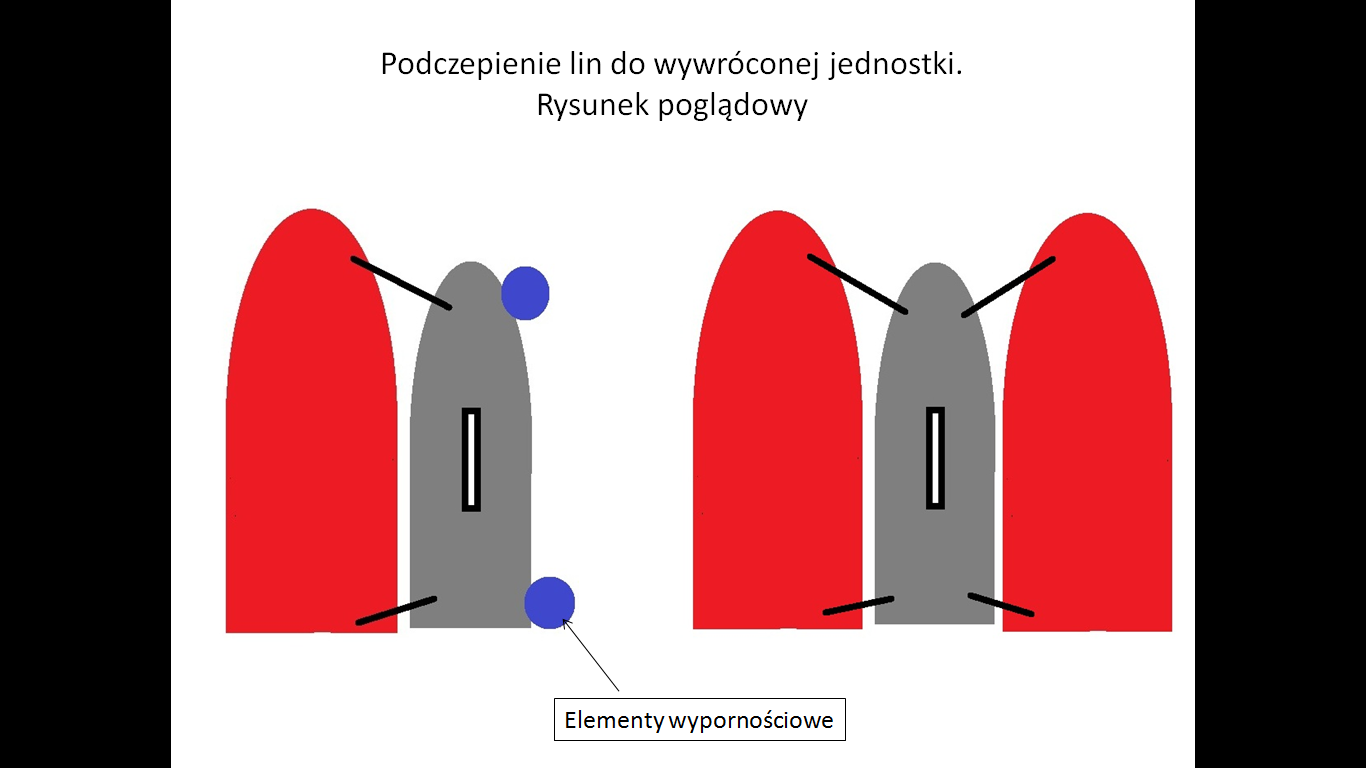 Podczepienie lin do wywróconej jednostki.
Rysunek poglądowy
Elementy wypornościowe